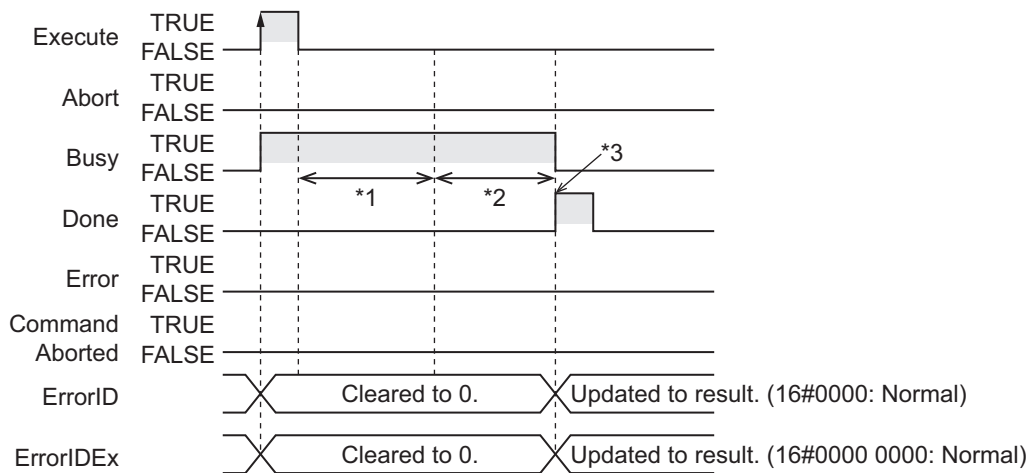 Execute TRUE
FALSE
Abort TRUE
FALSE
Busy TRUE
FALSE
*3
*1 *2
Done TRUE
FALSE
Error TRUE
FALSE
Command TRUE
Aborted FALSE
ErrorID Cleared to 0. Updated to result. (16#0000: Normal)
ErrorIDEx Cleared to 0. Updated to result. (16#0000 0000: Normal)